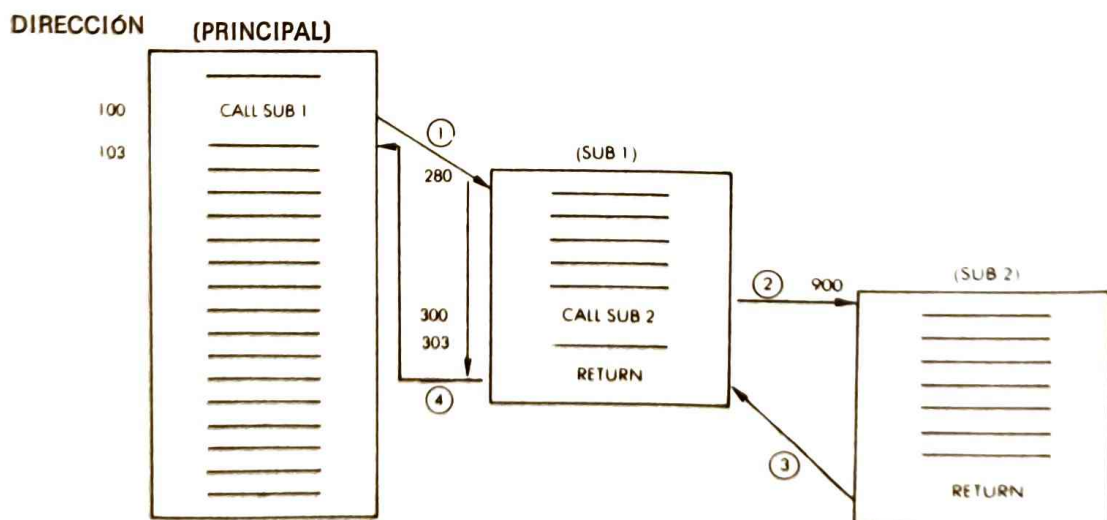 DIRECCIÓN (PRINCIPAL)
100 CALL SUB 1
103
①
280
(SUB 1)
300 CALL SUB 2
303
RETURN
④
② 900
(SUB 2)
③
RETURN